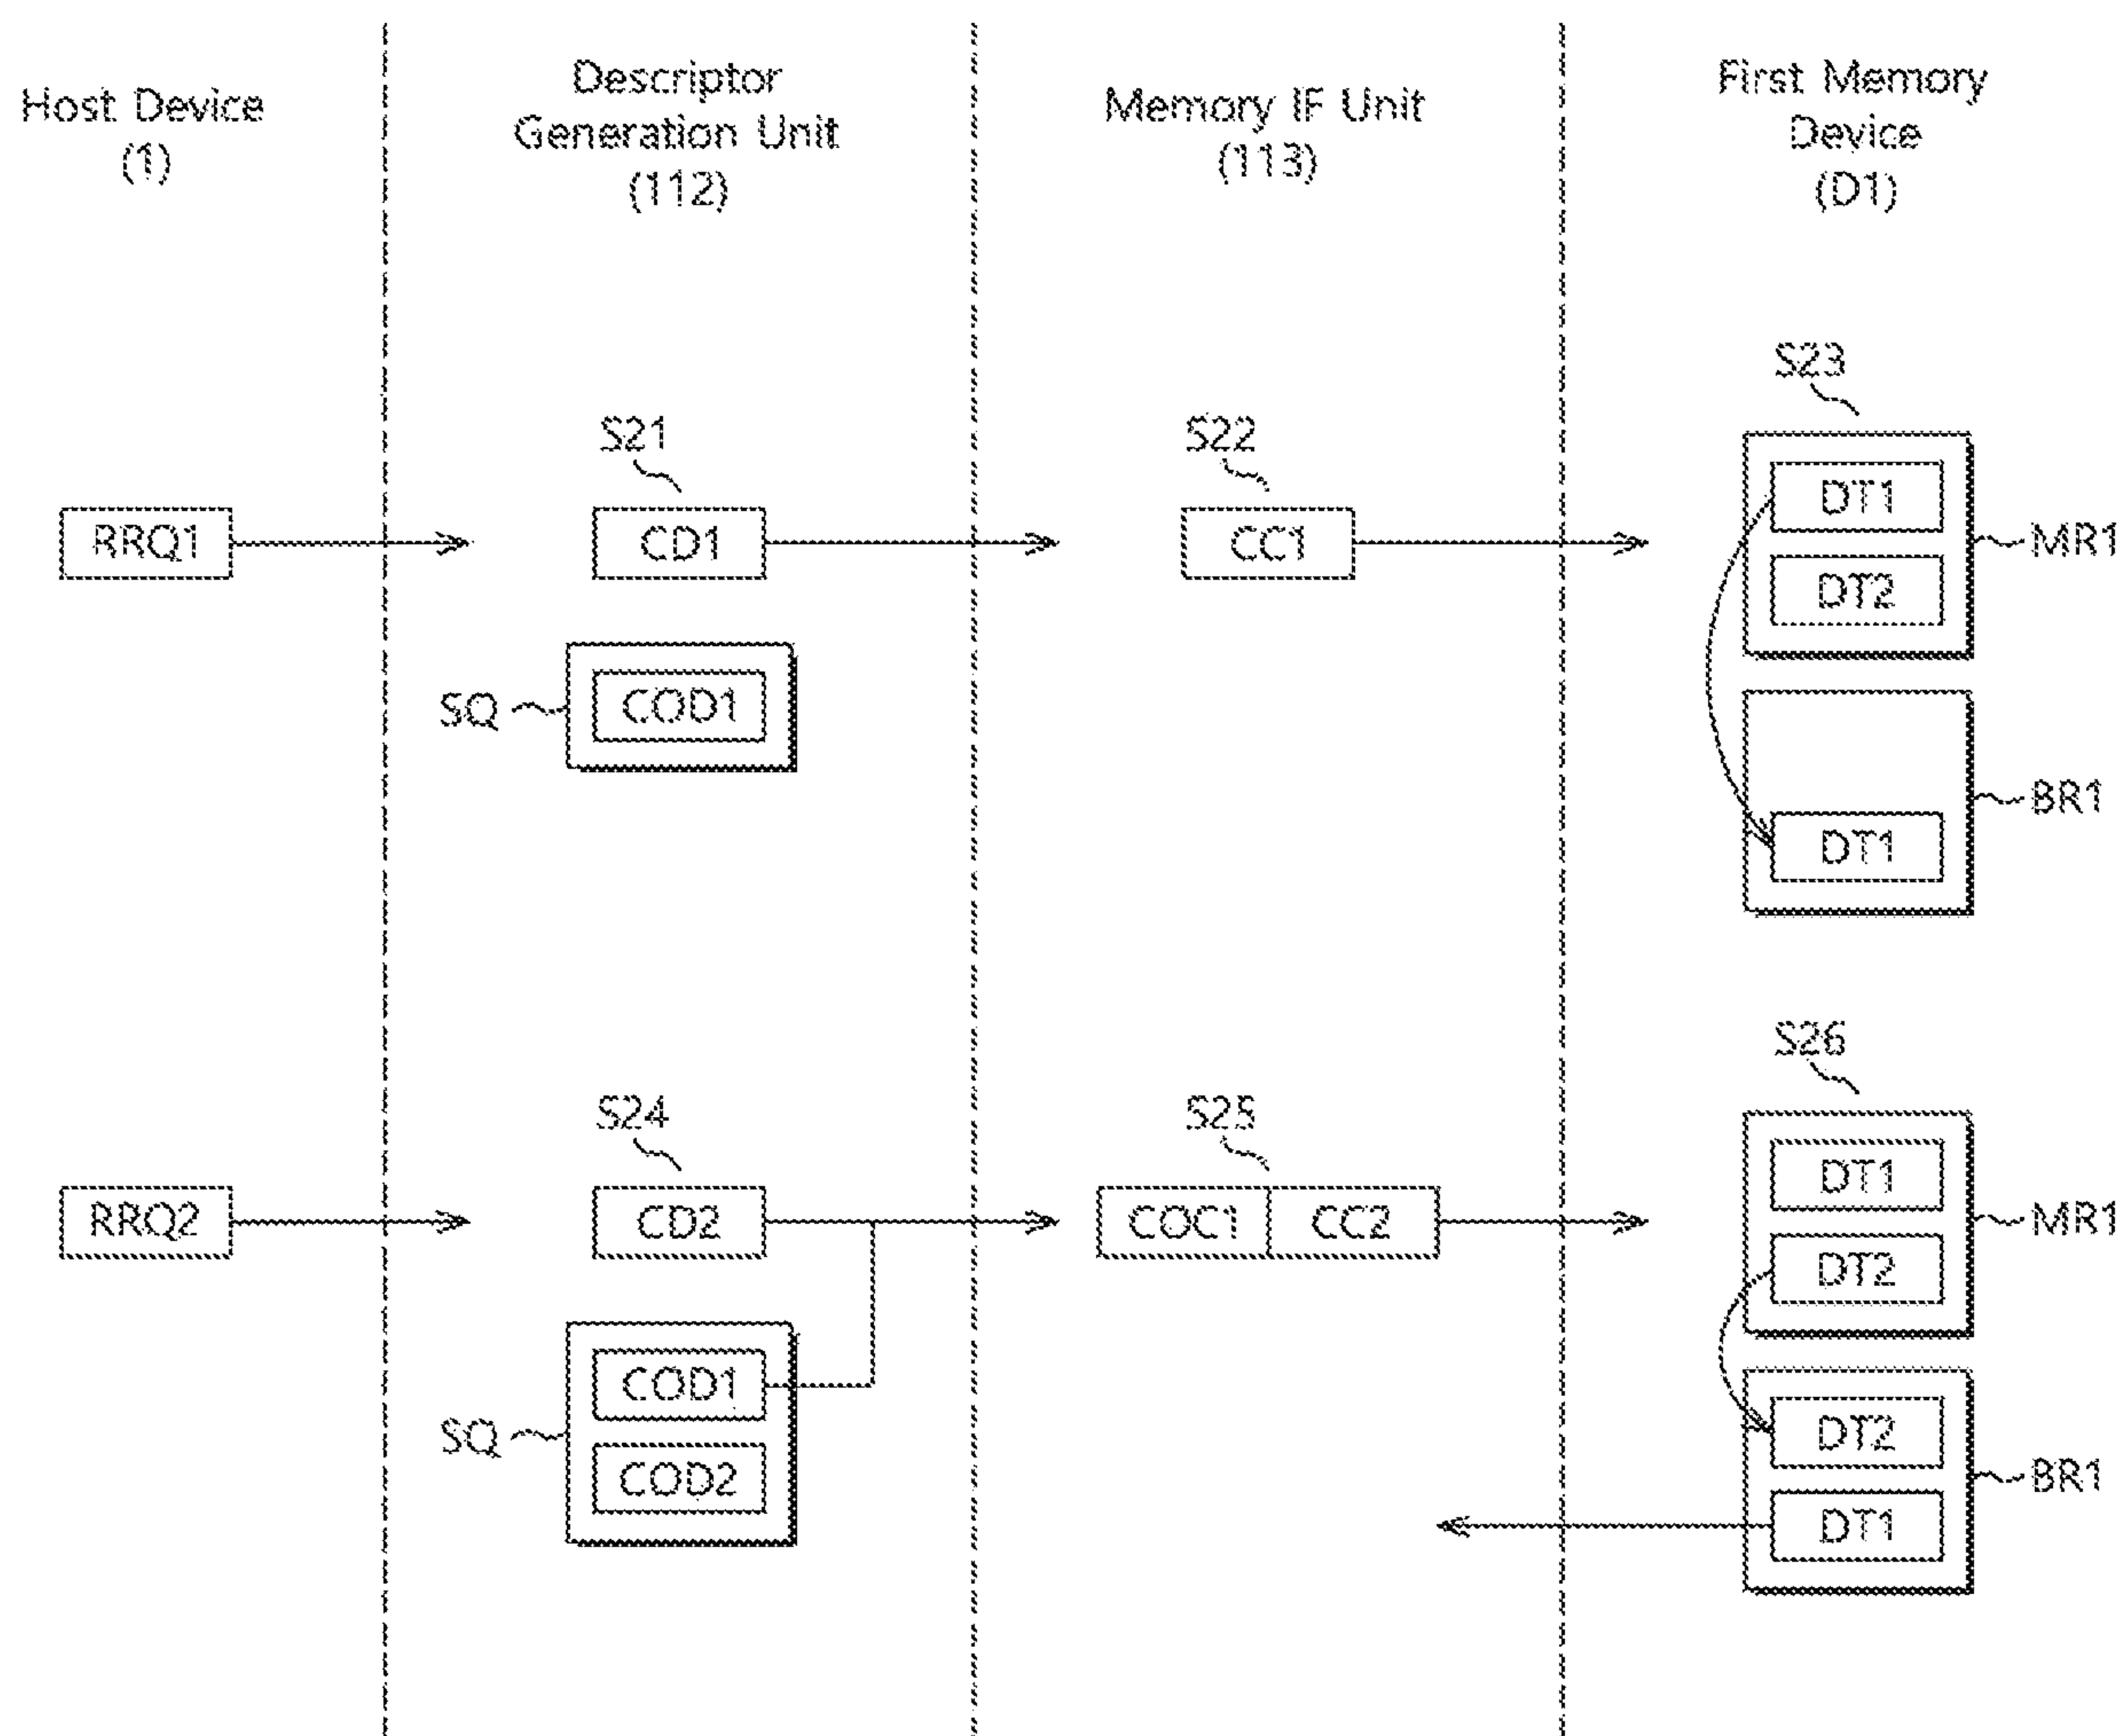 Host Device
(1)
Descriptor
Generation Unit
(112)
Memory IF Unit
(113)
First Memory
Device
(D1)
S21
S22
S23
RRQ1
CD1
CC1
DT1
DT2
MR1
SQ
COD1
DT1
BR1
S24
S25
S26
RRQ2
CD2
COC1
CC2
DT1
DT2
MR1
SQ
COD1
COD2
DT2
DT1
BR1